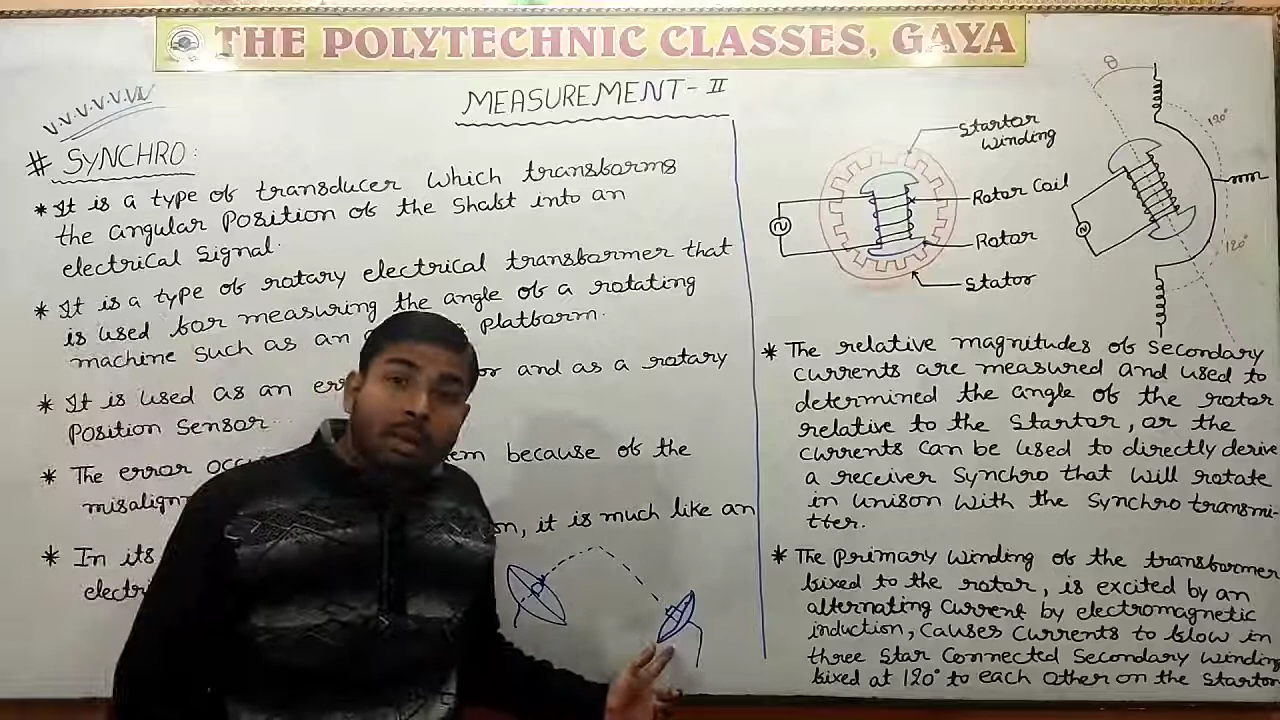 THE POLYTECHNIC CLASSES, GAYA
MEASUREMENT-II
V.V.V.V.V.VI
# SYNCHRO:
* It is a type of transducer which transforms
the angular Position of the Shaft into an
electrical Signal.
* It is a type of rotary electrical transformer that
is used for measuring the angle of a rotating
machine such as an platform.
* It is used as an or and as a rotary
Position Sensor..
* The error because of the
* In its it is much like an
Startor
Winding
Rotor Coil
Rotor
Stator
θ
120°
120°
* The relative magnitudes of secondary
currents are measured and used to
determined the angle of the rotor
relative to the Startor, or the
currents can be used to directly derive
a receiver Synchro that will rotate
in unison with the Synchro transmi-
tter.
* The Primary Winding of the transformer
fixed to the rotor, is excited by an
alternating current by electromagnetic
induction, Causes Currents to flow in
three Star Connected Secondary Winding
fixed at 120° to each other on the Startor